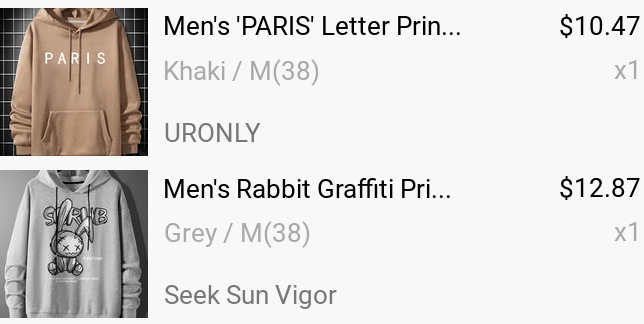 PARIS
Men's 'PARIS' Letter Prin...
$10.47
Khaki / M(38)
x1
URONLY
Men's Rabbit Graffiti Pri...
$12.87
Grey / M(38)
x1
Seek Sun Vigor